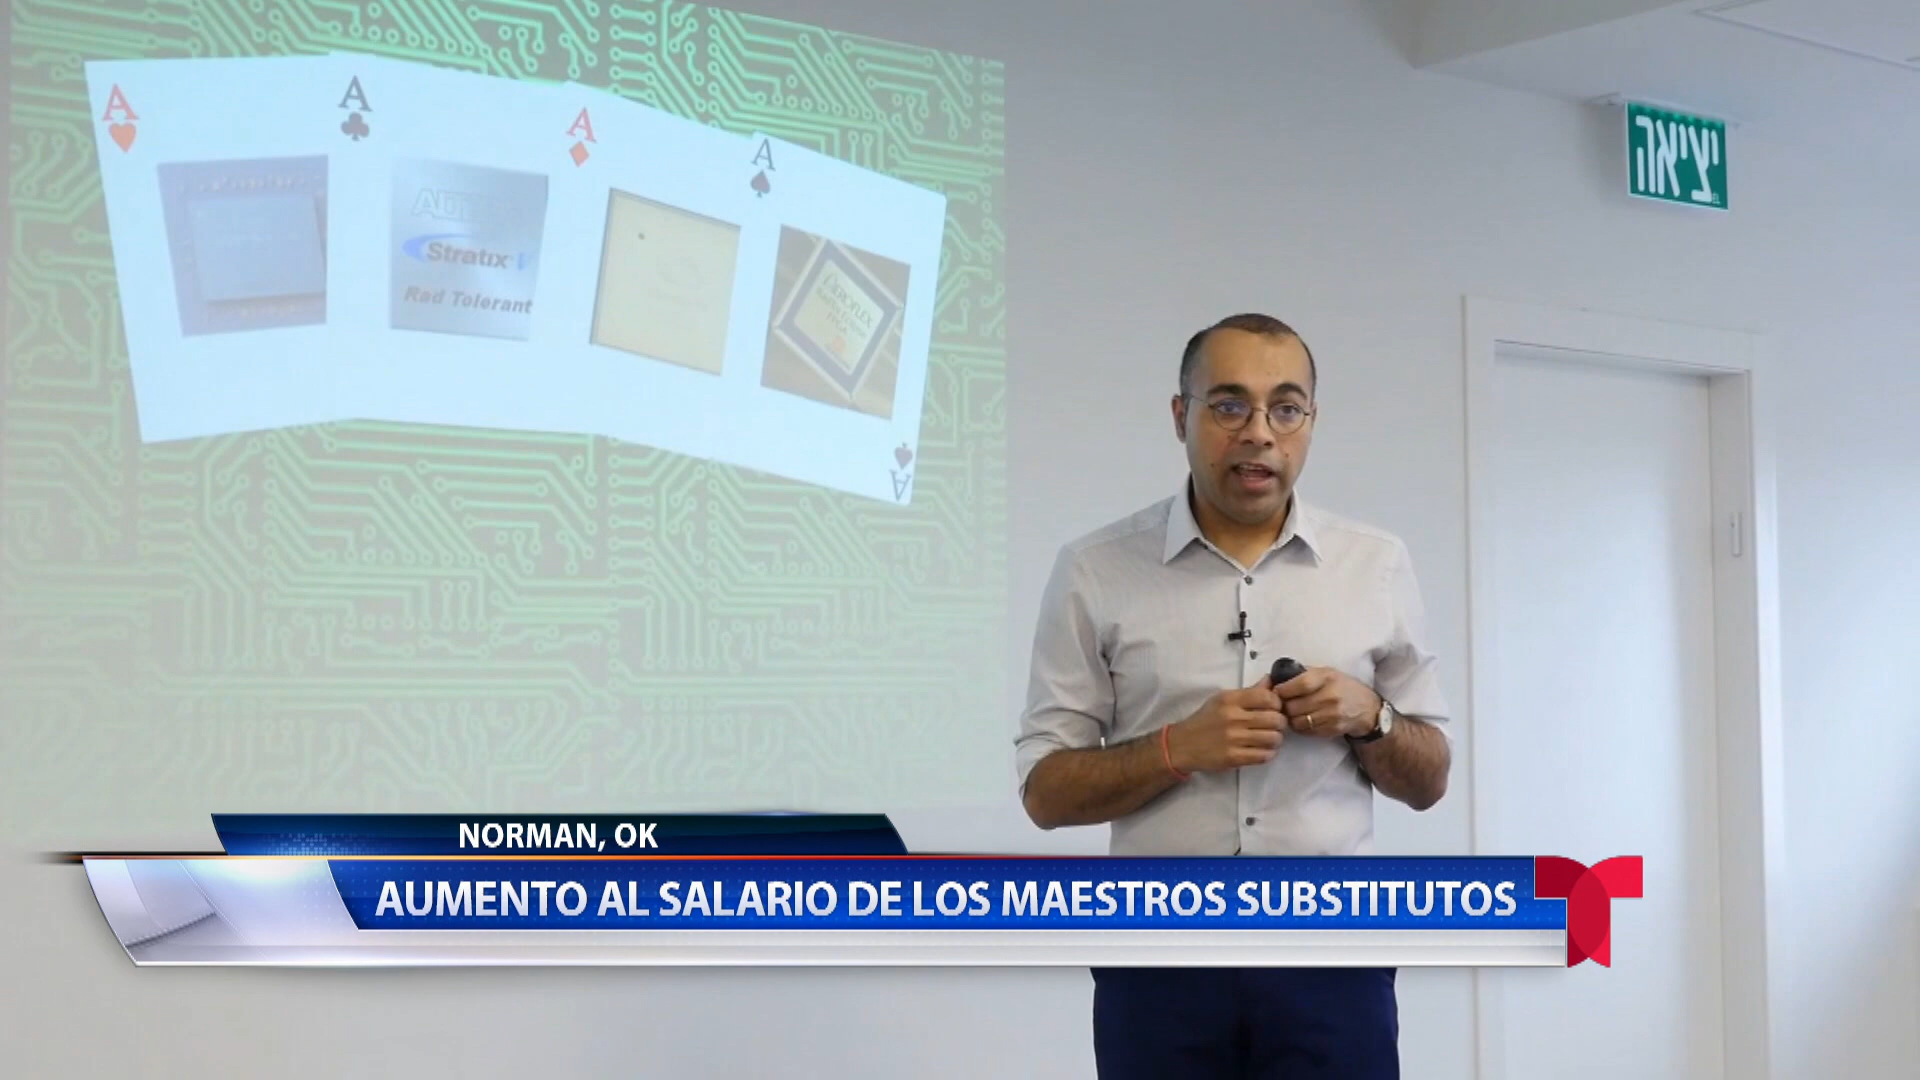 A
A
A
A
Stratix V
Rad Tolerant
A
יציאה
NORMAN, OK
AUMENTO AL SALARIO DE LOS MAESTROS SUBSTITUTOS